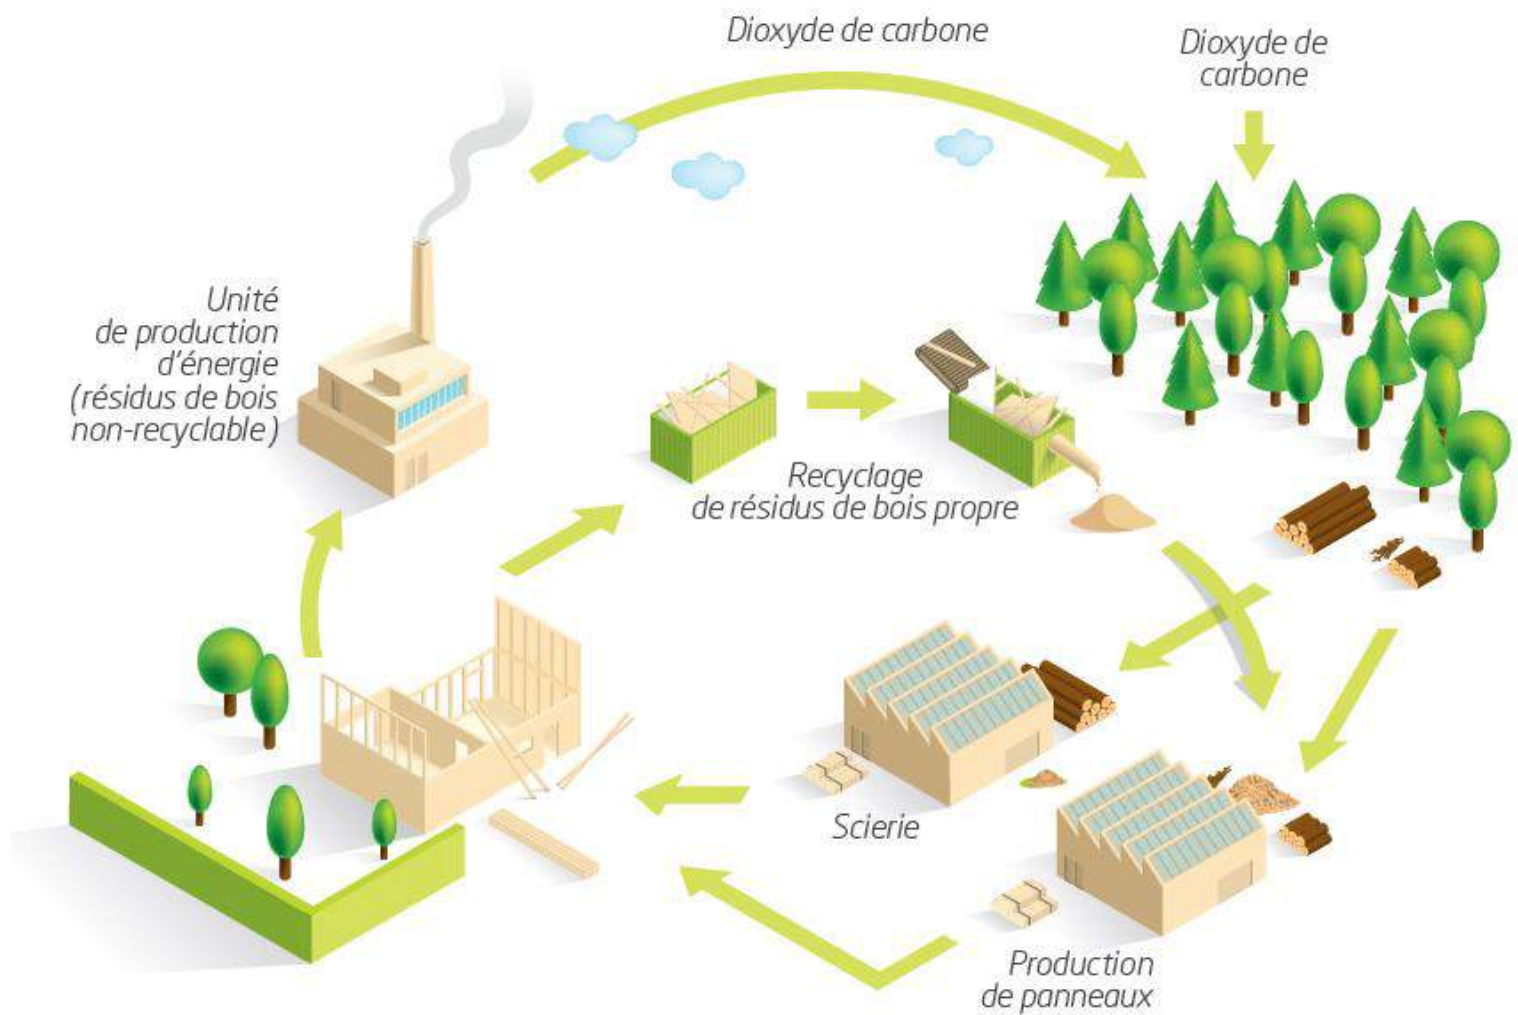 Dioxyde de carbone
Dioxyde de
carbone
Unité
de production
d'énergie
(résidus de bois
non-recyclable )
Recyclage
de résidus de bois propre
Scierie
Production
de panneaux